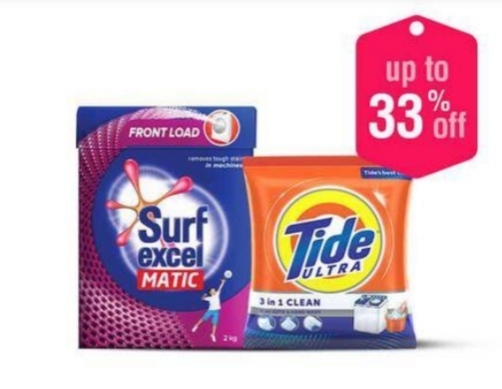 up to
33% off
FRONT LOAD
removes tough stains
in machines
Surf
excel
MATIC
2 kg
Tide's best
Tide
ULTRA
3 in 1 CLEAN